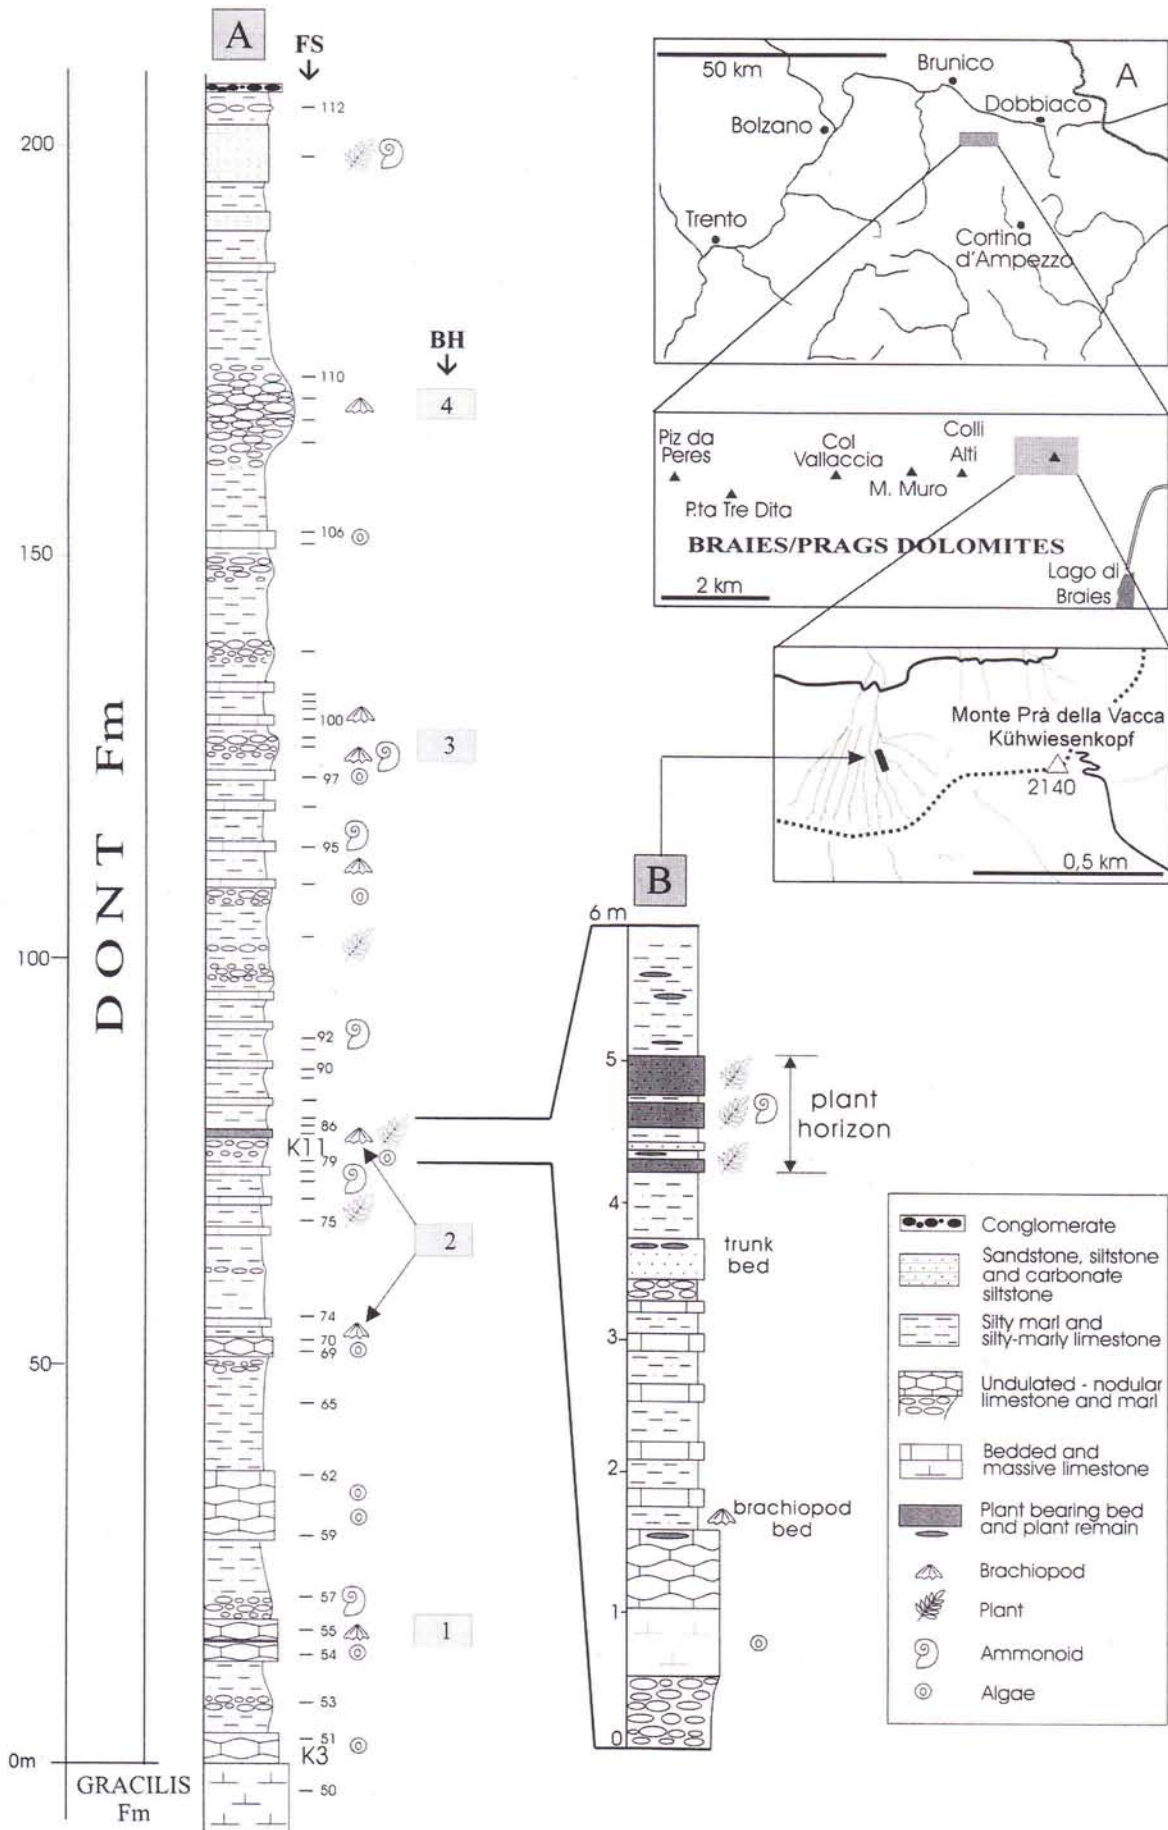 A
FS
112
200
110
BH
4
106
150
100
3
97
95
100
92
90
86
K11
79
75
2
74
70
69
50
65
62
59
57
55
1
54
53
51
K3
0m
50
DONT Fm
GRACILIS
Fm
A
50 km
Brunico
Dobbiaco
Bolzano
Trento
Cortina
d'Ampezzo
Piz da
Peres
Col
Vallaccia
Colli
Alti
M. Muro
P.ta Tre Dita
BRAIES/PRAGS DOLOMITES
2 km
Lago di
Braies
Monte Prà della Vacca
Kühwiesenkopf
2140
0,5 km
B
6 m
5
plant
horizon
4
trunk
bed
3
2
brachiopod
bed
1
0
Conglomerate
Sandstone, siltstone
and carbonate
siltstone
Silty marl and
silty-marly limestone
Undulated - nodular
limestone and marl
Bedded and
massive limestone
Plant bearing bed
and plant remain
Brachiopod
Plant
Ammonoid
Algae